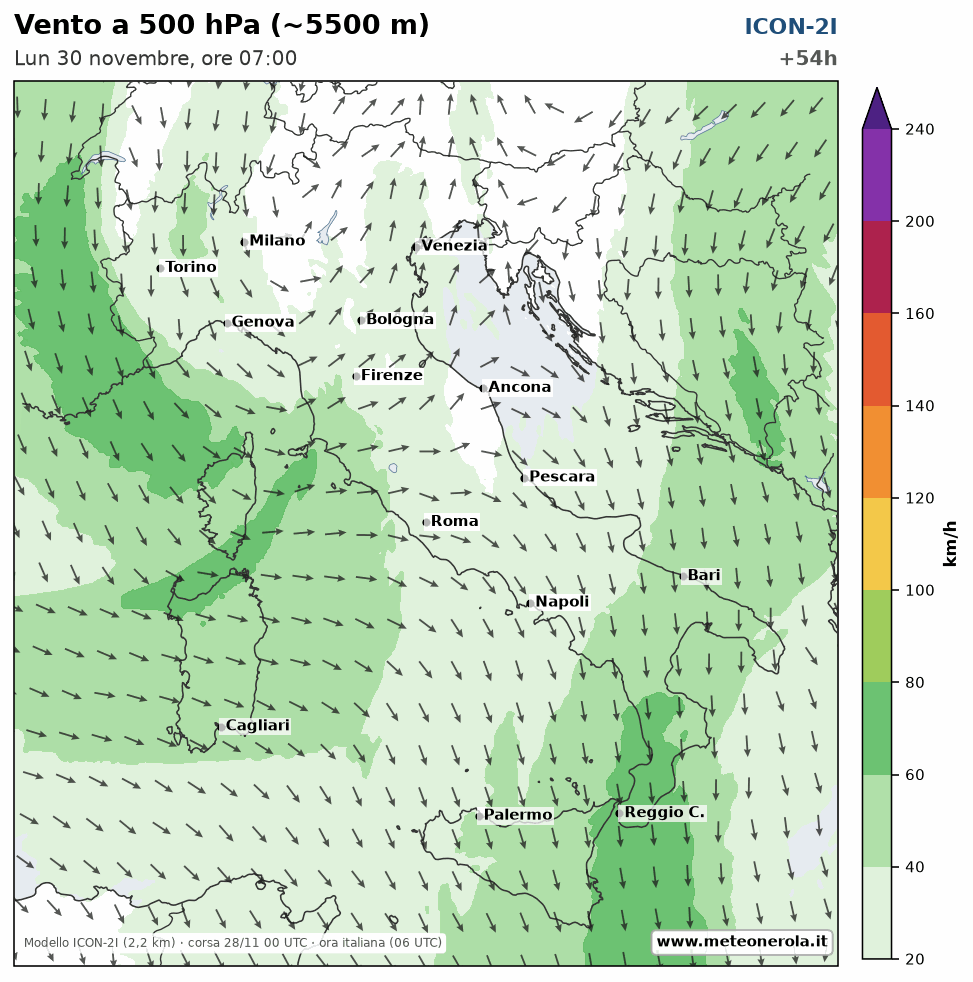 Vento a 500 hPa (~5500 m)
ICON-2I
Lun 30 novembre, ore 07:00
+54h
240
220
200
160
140
120
100
80
60
40
20
km/h
Milano
Venezia
Torino
Bologna
Genova
Firenze
Ancona
Pescara
Roma
Bari
Napoli
Cagliari
Palermo
Reggio C.
Modello ICON-2I (2,2 km) · corsa 28/11 00 UTC · ora italiana (06 UTC)
www.meteonerola.it